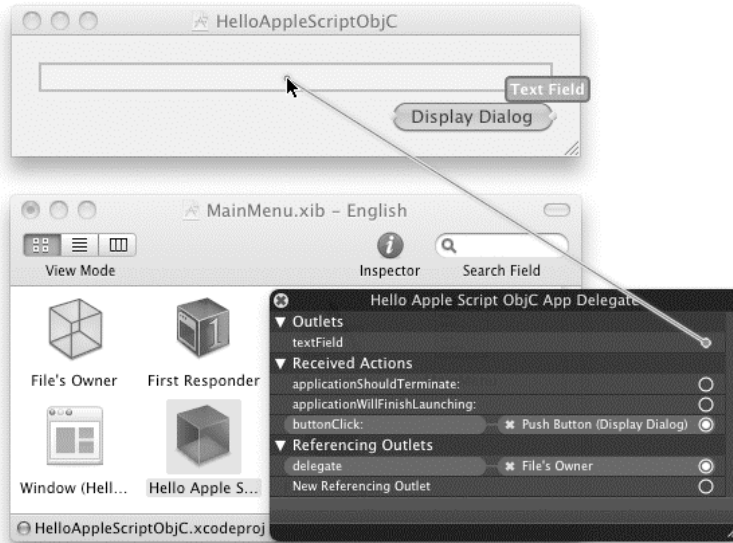 HelloAppleScriptObjC
Text Field
Display Dialog
MainMenu.xib – English
View Mode
Inspector
Search Field
File's Owner
First Responder
Window (Hell...
Hello Apple S...
HelloAppleScriptObjC.xcodeproj
Hello Apple Script ObjC App Delegate
Outlets
textField
Received Actions
applicationShouldTerminate:
applicationWillFinishLaunching:
buttonClick: Push Button (Display Dialog)
Referencing Outlets
delegate File's Owner
New Referencing Outlet